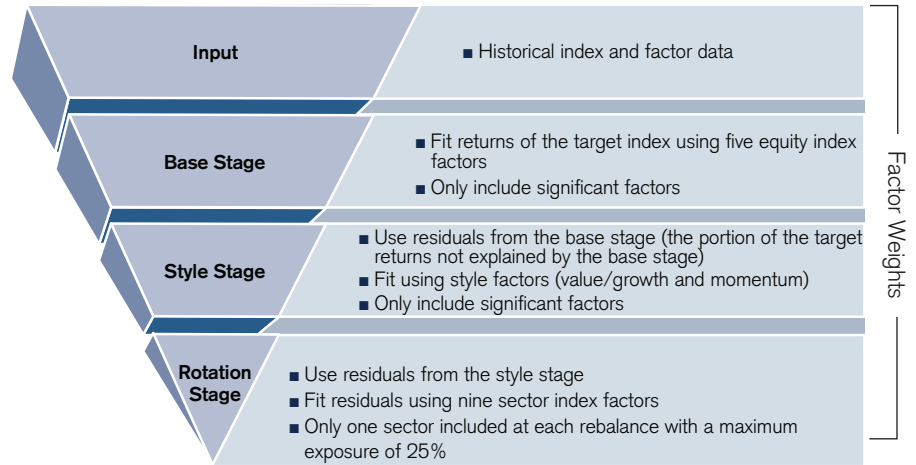 Input
■ Historical index and factor data
Base Stage
■ Fit returns of the target index using five equity index
factors
■ Only include significant factors
Style Stage
■ Use residuals from the base stage (the portion of the target
returns not explained by the base stage)
■ Fit using style factors (value/growth and momentum)
■ Only include significant factors
Rotation
Stage
■ Use residuals from the style stage
■ Fit residuals using nine sector index factors
■ Only one sector included at each rebalance with a maximum
exposure of 25%
Factor Weights